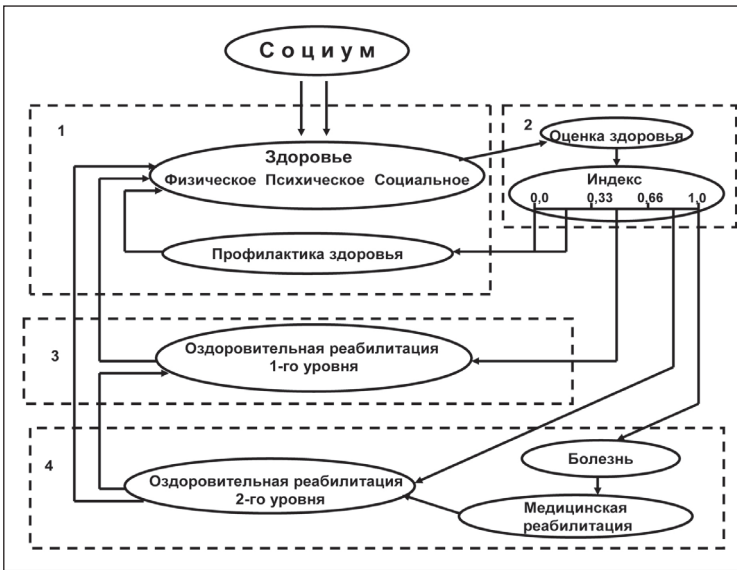 Социум
1
2
Оценка здоровья
Здоровье
Физическое Психическое Социальное
Индекс
0,0 0,33 0,66 1,0
Профилактика здоровья
3
Оздоровительная реабилитация
1-го уровня
4
Болезнь
Оздоровительная реабилитация
2-го уровня
Медицинская
реабилитация